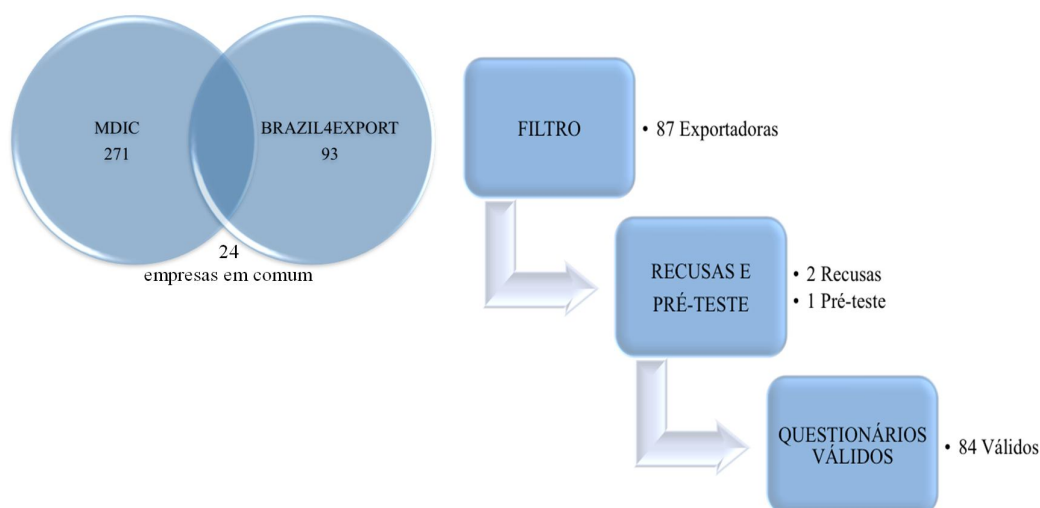 MDIC
271
BRAZIL4EXPORT
93
24
empresas em comum
FILTRO
• 87 Exportadoras
RECUSAS E
PRÉ-TESTE
• 2 Recusas
• 1 Pré-teste
QUESTIONÁRIOS
VÁLIDOS
• 84 Válidos